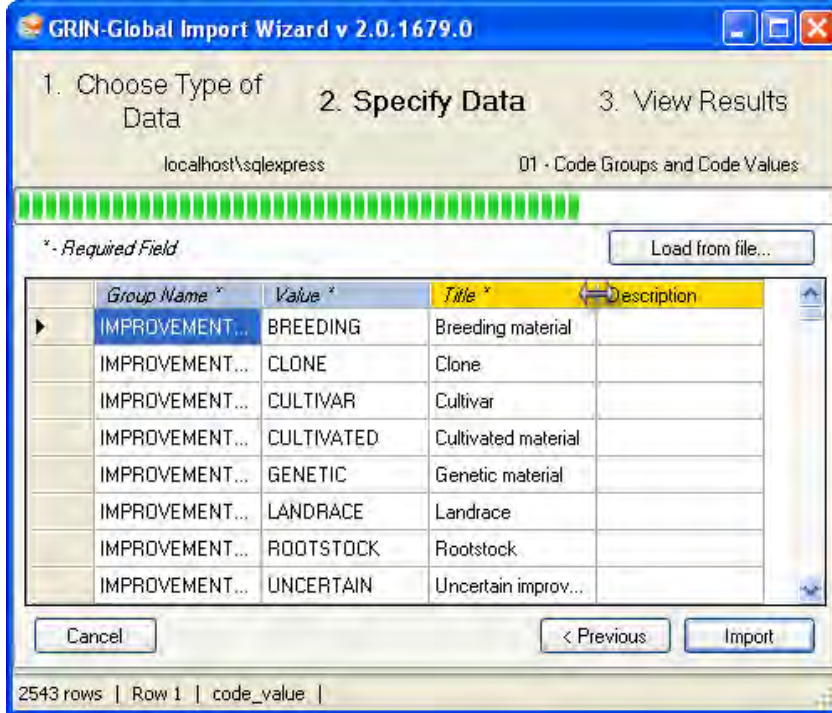 GRIN-Global Import Wizard v 2.0.1679.0
1. Choose Type of Data 2. Specify Data 3. View Results
localhost\sqlexpress 01 - Code Groups and Code Values
* - Required Field Load from file...
Group Name * Value * Title * Description
IMPROVEMENT... BREEDING Breeding material
IMPROVEMENT... CLONE Clone
IMPROVEMENT... CULTIVAR Cultivar
IMPROVEMENT... CULTIVATED Cultivated material
IMPROVEMENT... GENETIC Genetic material
IMPROVEMENT... LANDRACE Landrace
IMPROVEMENT... ROOTSTOCK Rootstock
IMPROVEMENT... UNCERTAIN Uncertain improv...
Cancel < Previous Import
2543 rows | Row 1 | code_value |